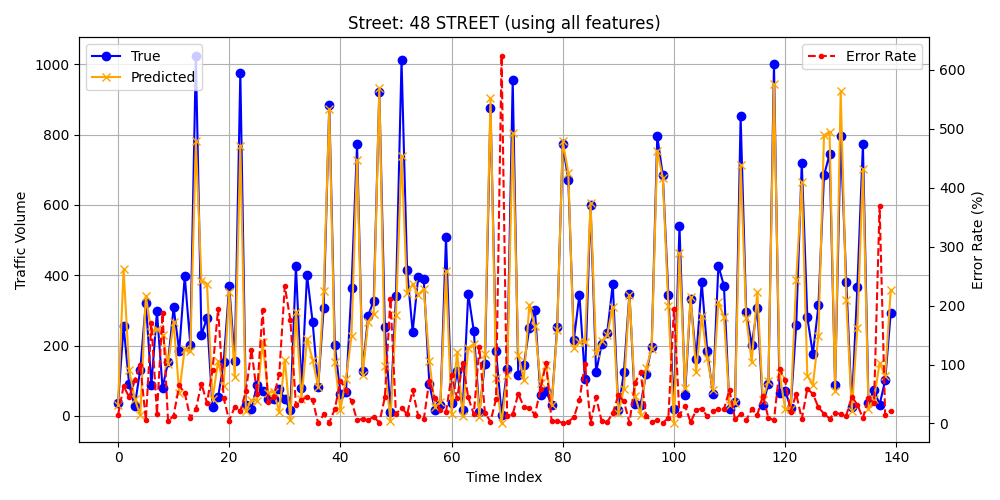 Street: 48 STREET (using all features)
True
Predicted
Error Rate
1000
800
600
400
200
0
Traffic Volume
600
500
400
300
200
100
0
Error Rate (%)
0 20 40 60 80 100 120 140
Time Index